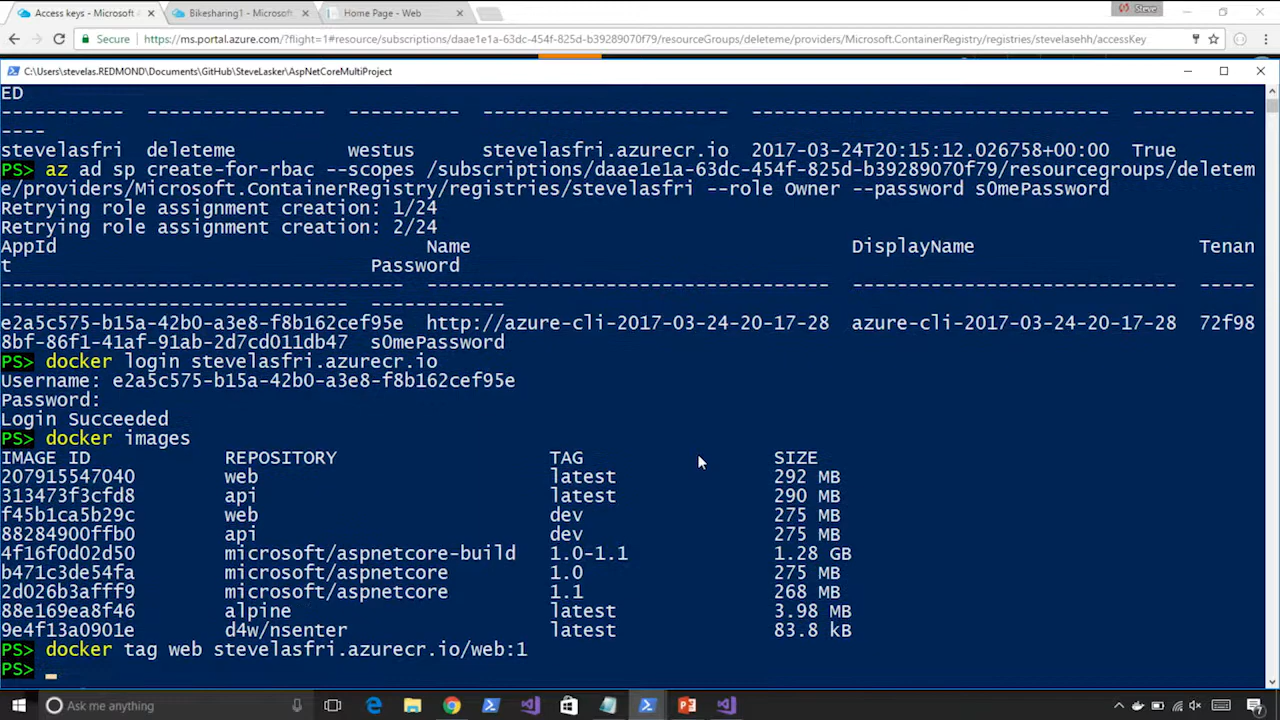 Access keys - Microsoft
Bikesharing1 - Microsoft
Home Page - Web
Steve
Secure
https://ms.portal.azure.com/?flight=1#resource/subscriptions/daae1e1a-63dc-454f-825d-b39289070f79/resourceGroups/deleteme/providers/Microsoft.ContainerRegistry/registries/stevelasehh/accessKey
C:\Users\stevelas.REDMOND\Documents\GitHub\SteveLasker\AspNetCoreMultiProject
ED
---------- ---------------- ---------- ---------------------- -------------------------------- -----------
----
stevelasfri deleteme westus stevelasfri.azurecr.io 2017-03-24T20:15:12.026758+00:00 True
PS> az ad sp create-for-rbac --scopes /subscriptions/daae1e1a-63dc-454f-825d-b39289070f79/resourcegroups/deletem
e/providers/Microsoft.ContainerRegistry/registries/stevelasfri --role Owner --password s0mePassword
Retrying role assignment creation: 1/24
Retrying role assignment creation: 2/24
AppId Name DisplayName Tenan
t Password
------------------------------------ ------------------------------------ ----------------------------- -----
------------------------------- ------------
e2a5c575-b15a-42b0-a3e8-f8b162cef95e http://azure-cli-2017-03-24-20-17-28 azure-cli-2017-03-24-20-17-28 72f98
8bf-86f1-41af-91ab-2d7cd011db47 s0mePassword
PS> docker login stevelasfri.azurecr.io
Username: e2a5c575-b15a-42b0-a3e8-f8b162cef95e
Password:
Login Succeeded
PS> docker images
IMAGE ID REPOSITORY TAG SIZE
207915547040 web latest 292 MB
313473f3cfd8 api latest 290 MB
f45b1ca5b29c web dev 275 MB
88284900ffb0 api dev 275 MB
4f16f0d02d50 microsoft/aspnetcore-build 1.0-1.1 1.28 GB
b471c3de54fa microsoft/aspnetcore 1.0 275 MB
2d026b3afff9 microsoft/aspnetcore 1.1 268 MB
88e169ea8f46 alpine latest 3.98 MB
9e4f13a0901e d4w/nsenter latest 83.8 kB
PS> docker tag web stevelasfri.azurecr.io/web:1
PS> _
Ask me anything